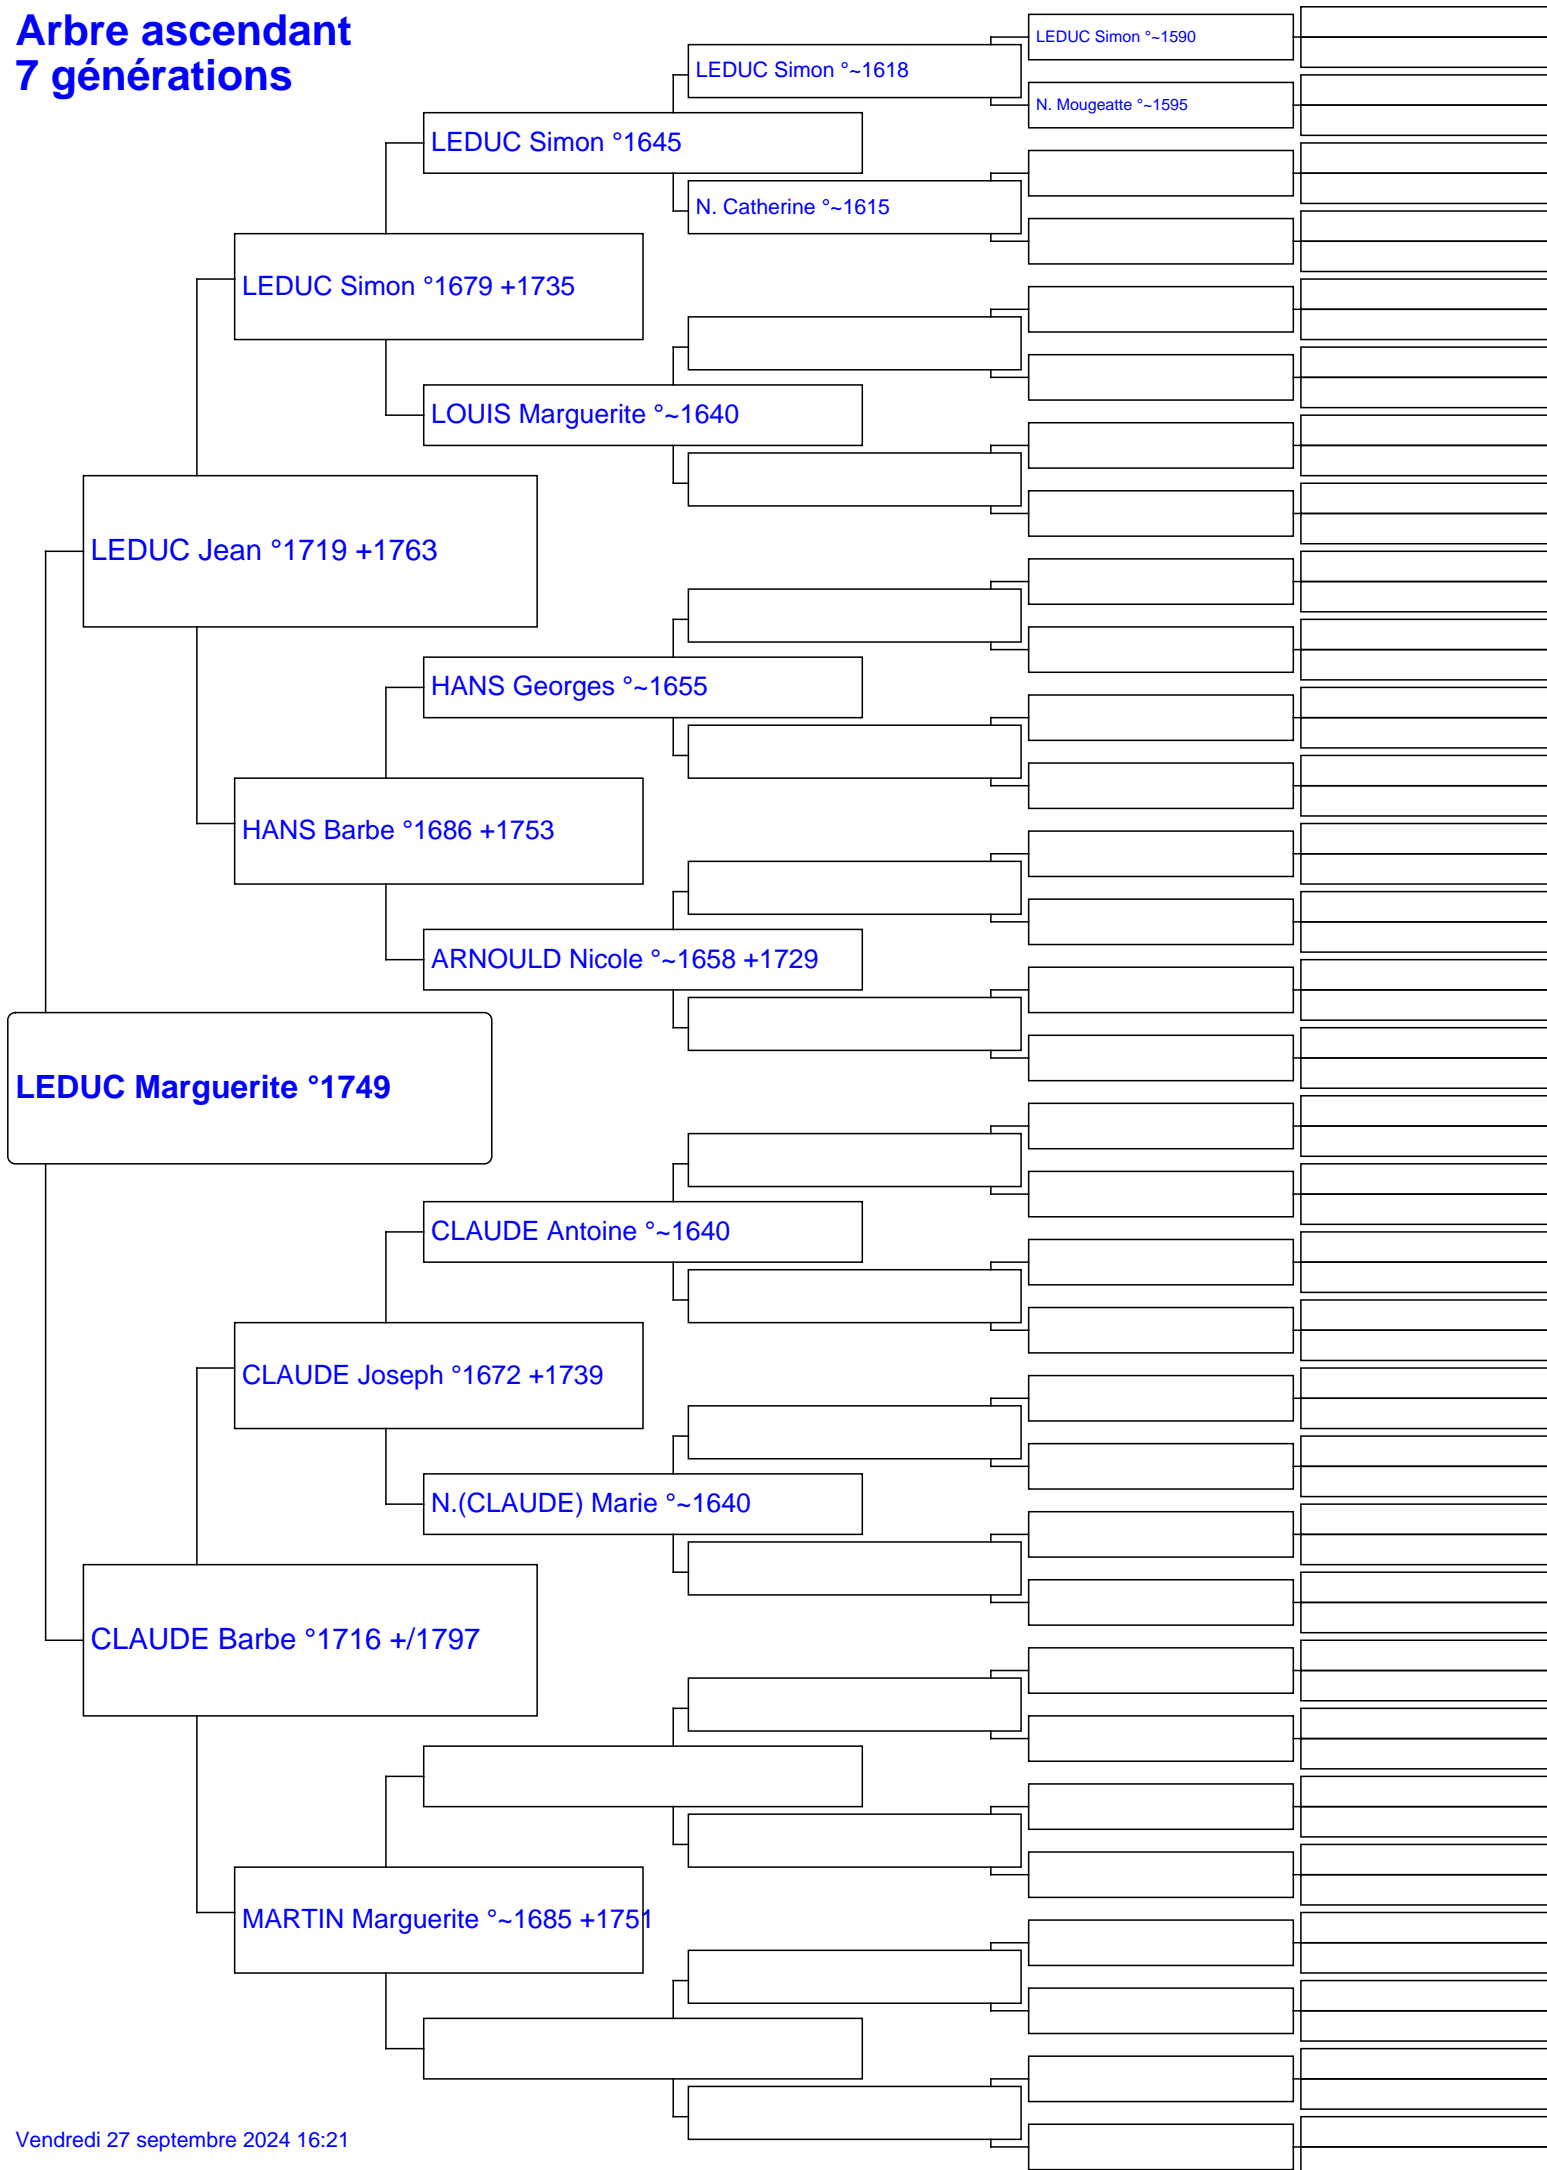 Arbre ascendant
7 générations
LEDUC Simon °~1590
LEDUC Simon °~1618
N. Mougeatte °~1595
LEDUC Simon °1645
N. Catherine °~1615
LEDUC Simon °1679 +1735
LOUIS Marguerite °~1640
LEDUC Jean °1719 +1763
HANS Georges °~1655
HANS Barbe °1686 +1753
ARNOULD Nicole °~1658 +1729
LEDUC Marguerite °1749
CLAUDE Antoine °~1640
CLAUDE Joseph °1672 +1739
N.(CLAUDE) Marie °~1640
CLAUDE Barbe °1716 +/1797
MARTIN Marguerite °~1685 +1751
Vendredi 27 septembre 2024 16:21